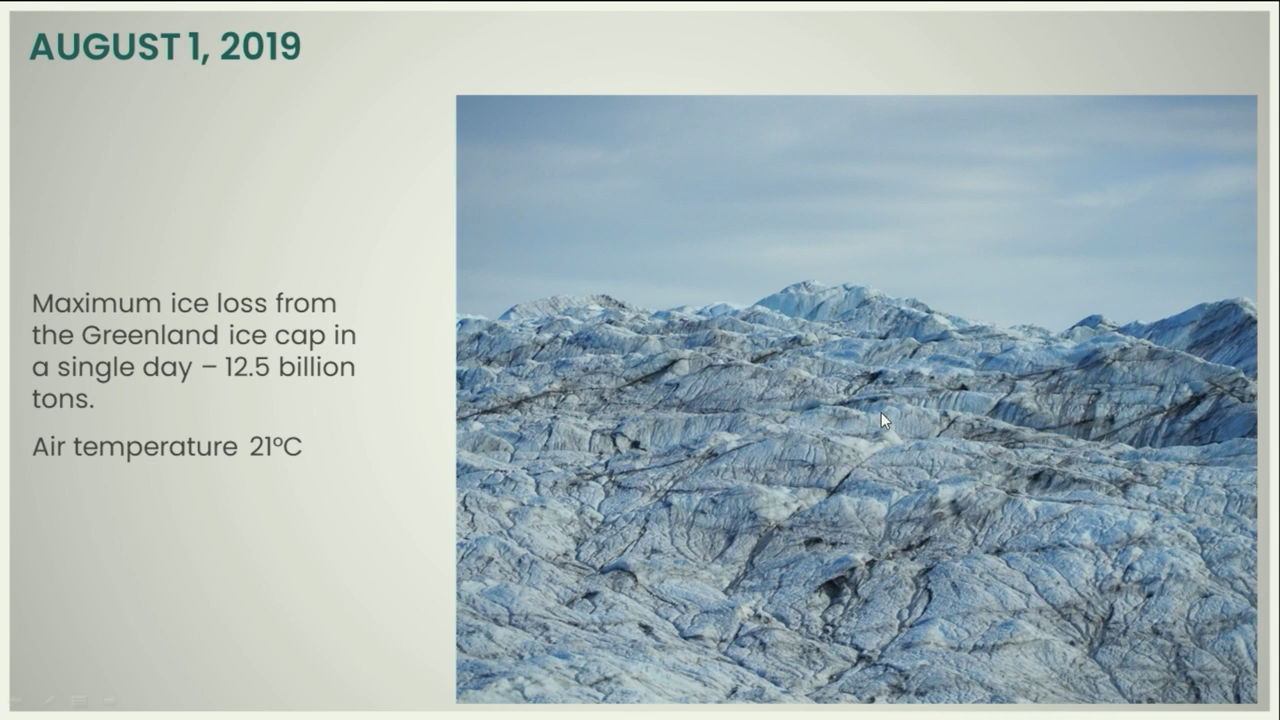 AUGUST 1, 2019
Maximum ice loss from
the Greenland ice cap in
a single day – 12.5 billion
tons.
Air temperature 21°C